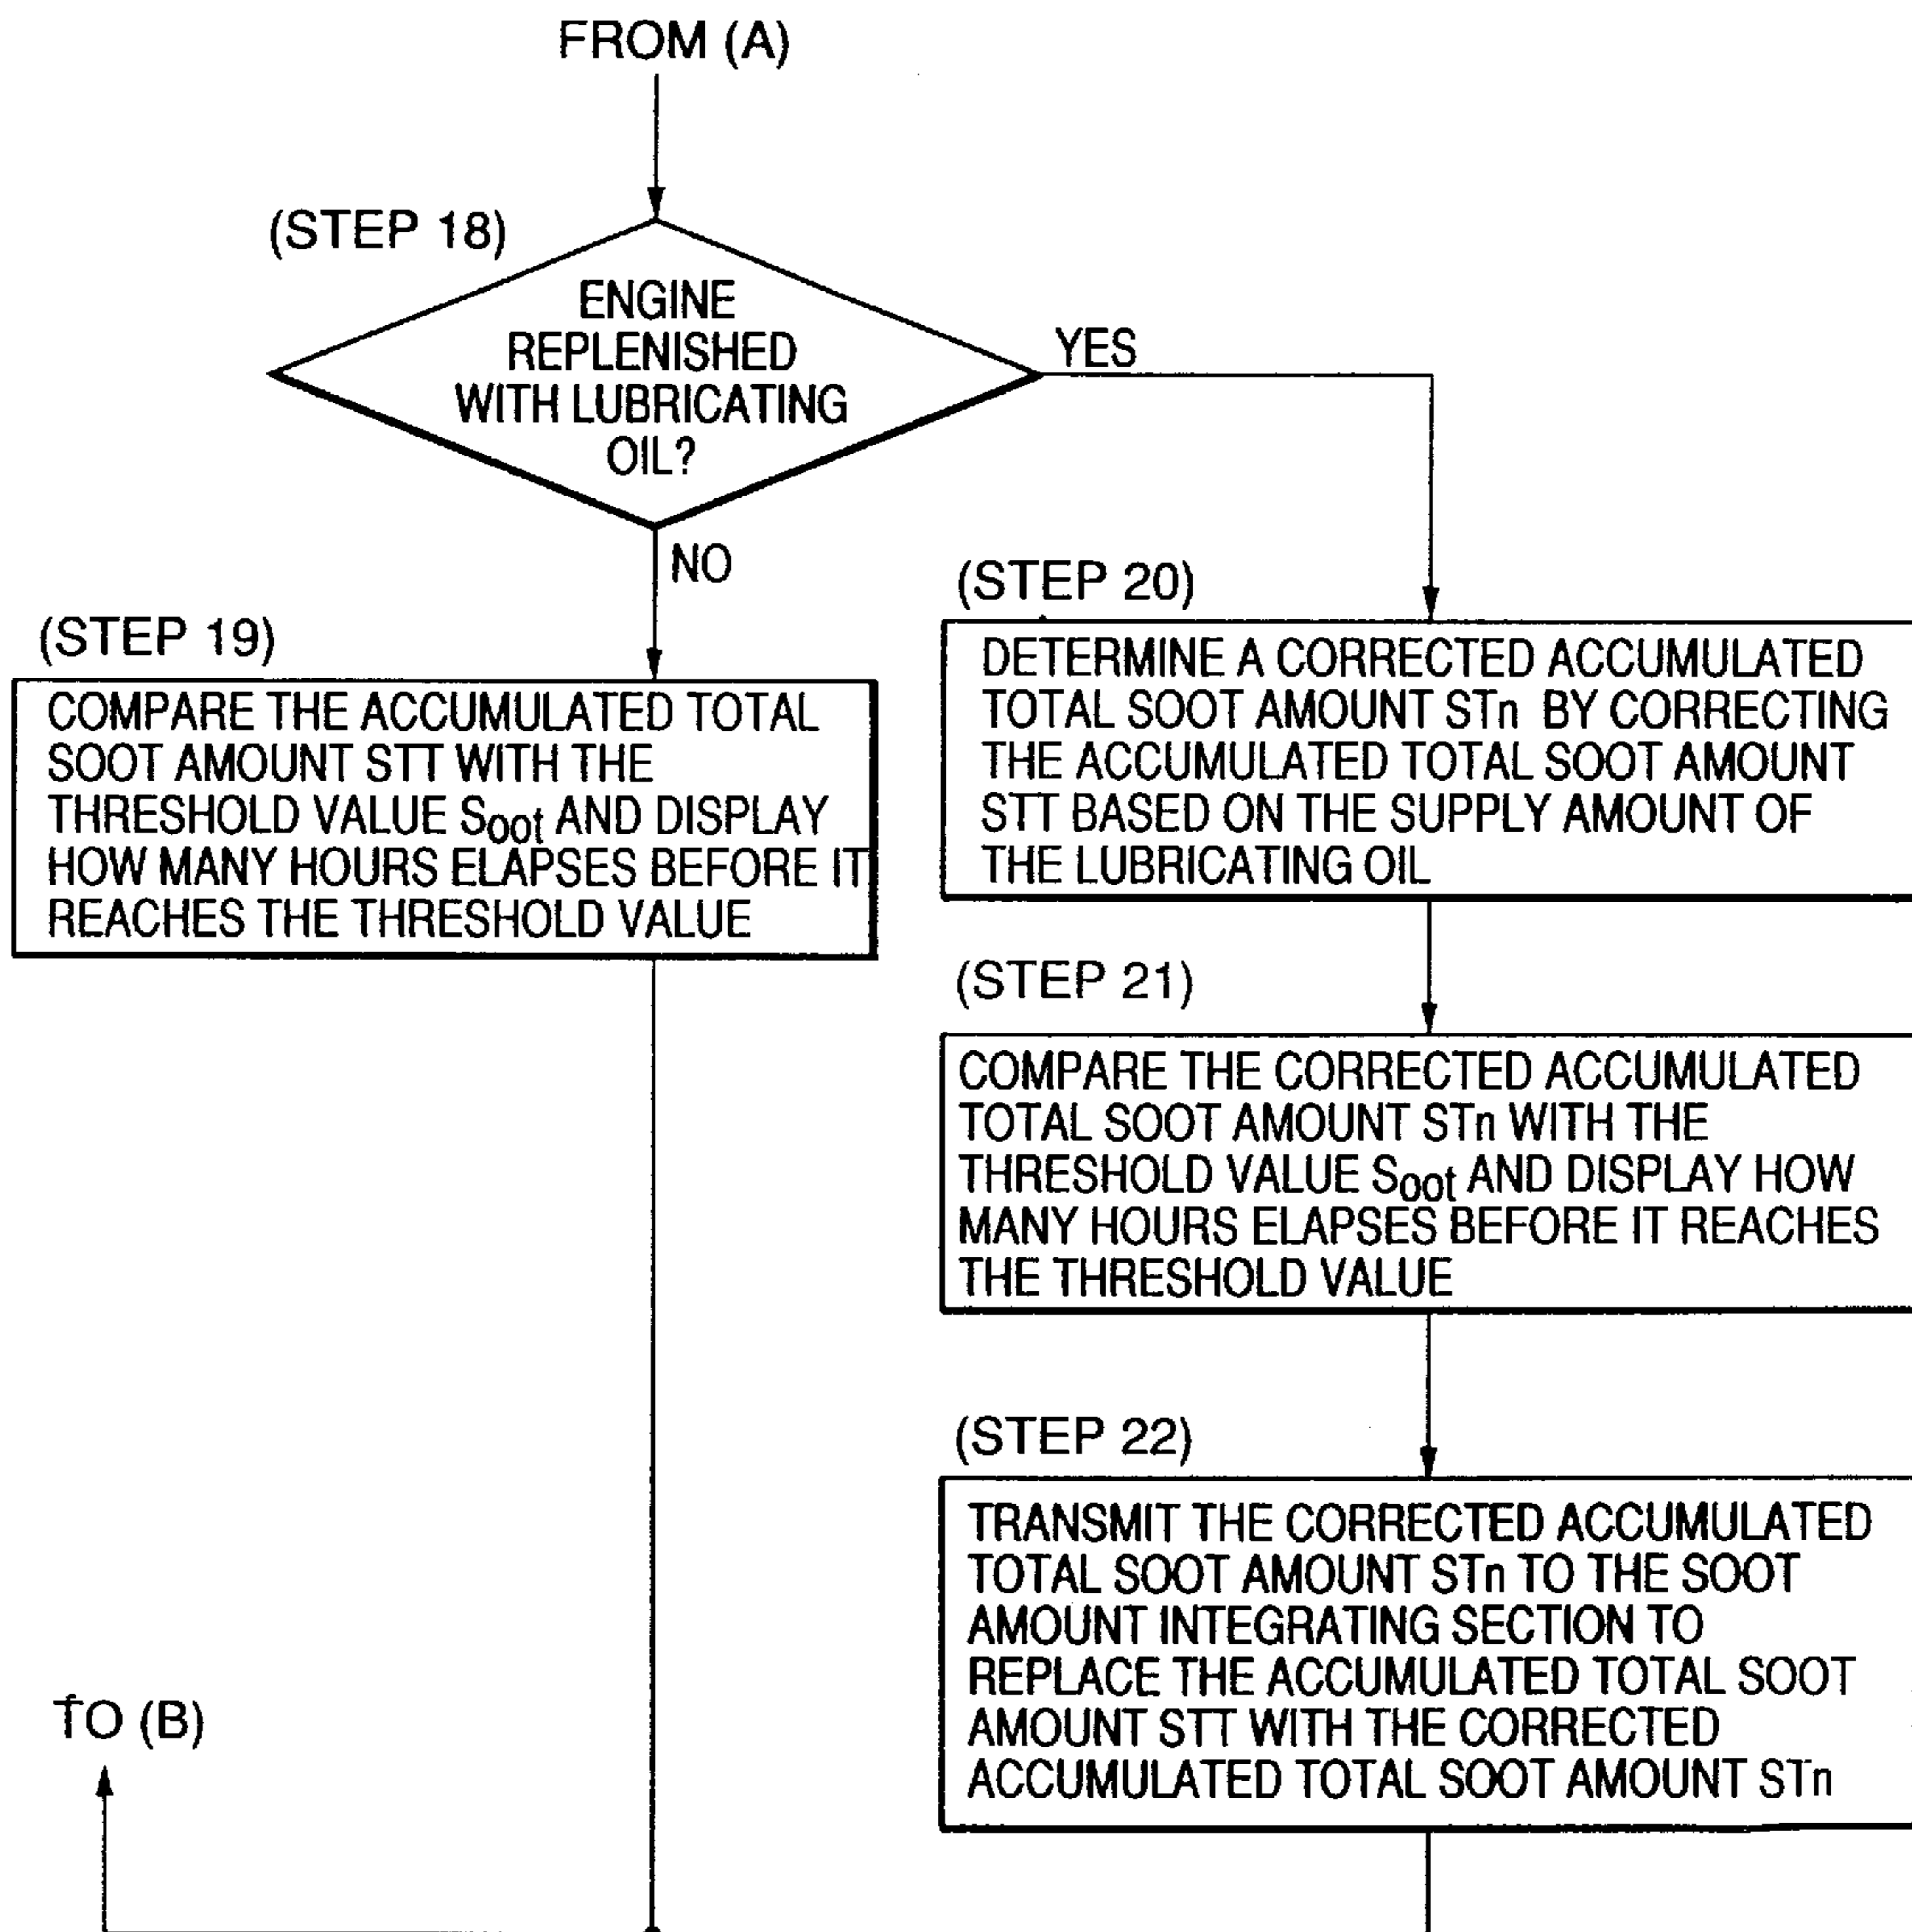 FROM (A)
(STEP 18)
ENGINE
REPLENISHED
WITH LUBRICATING
OIL?
YES
NO
(STEP 19)
COMPARE THE ACCUMULATED TOTAL
SOOT AMOUNT STT WITH THE
THRESHOLD VALUE Soot AND DISPLAY
HOW MANY HOURS ELAPSES BEFORE IT
REACHES THE THRESHOLD VALUE
(STEP 20)
DETERMINE A CORRECTED ACCUMULATED
TOTAL SOOT AMOUNT STn BY CORRECTING
THE ACCUMULATED TOTAL SOOT AMOUNT
STT BASED ON THE SUPPLY AMOUNT OF
THE LUBRICATING OIL
(STEP 21)
COMPARE THE CORRECTED ACCUMULATED
TOTAL SOOT AMOUNT STn WITH THE
THRESHOLD VALUE Soot AND DISPLAY HOW
MANY HOURS ELAPSES BEFORE IT REACHES
THE THRESHOLD VALUE
(STEP 22)
TRANSMIT THE CORRECTED ACCUMULATED
TOTAL SOOT AMOUNT STn TO THE SOOT
AMOUNT INTEGRATING SECTION TO
REPLACE THE ACCUMULATED TOTAL SOOT
AMOUNT STT WITH THE CORRECTED
ACCUMULATED TOTAL SOOT AMOUNT STn
TO (B)